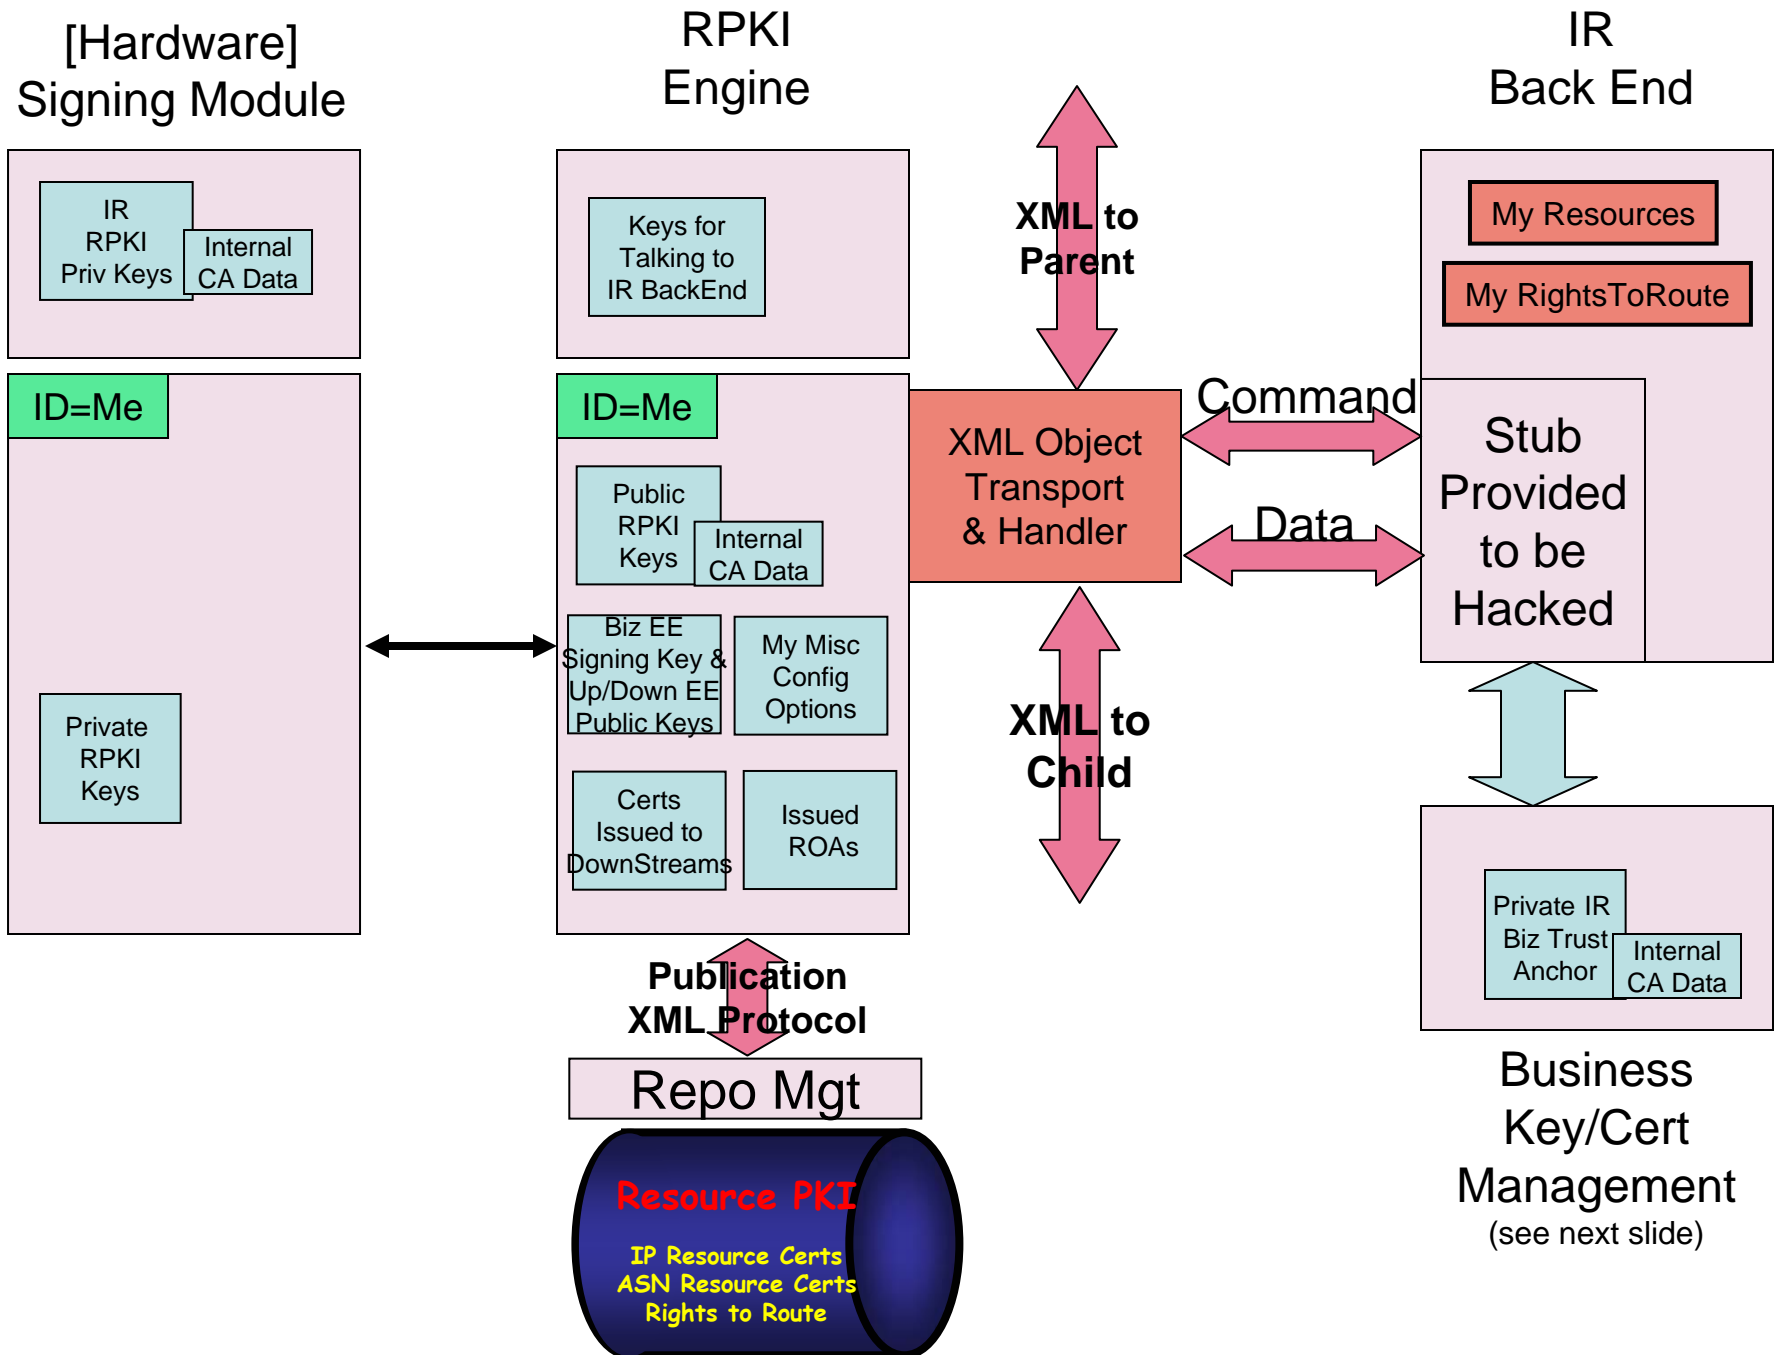 [Hardware]
Signing Module
IR
RPKI
Priv Keys
Internal
CA Data
ID=Me
Private
RPKI
Keys
RPKI
Engine
Keys for
Talking to
IR BackEnd
ID=Me
Public
RPKI
Keys
Internal
CA Data
Biz EE
Signing Key &
Up/Down EE
Public Keys
My Misc
Config
Options
Certs
Issued to
DownStreams
Issued
ROAs
XML to
Parent
XML Object
Transport
& Handler
XML to
Child
Command
Data
Publication
XML Protocol
Repo Mgt
Resource PKI
IP Resource Certs
ASN Resource Certs
Rights to Route
IR
Back End
My Resources
My RightsToRoute
Stub
Provided
to be
Hacked
Private IR
Biz Trust
Anchor
Internal
CA Data
Business
Key/Cert
Management
(see next slide)